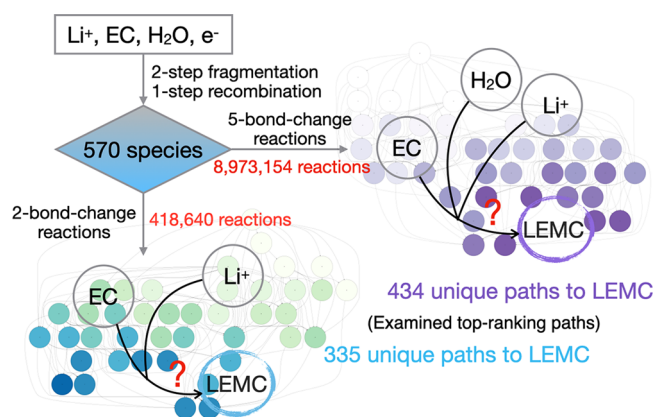 Li⁺, EC, H₂O, e⁻
2-step fragmentation
1-step recombination
570 species
5-bond-change
reactions
8,973,154 reactions
H₂O
Li⁺
EC
?
LEMC
2-bond-change
reactions
418,640 reactions
434 unique paths to LEMC
(Examined top-ranking paths)
335 unique paths to LEMC
EC
Li⁺
?
LEMC